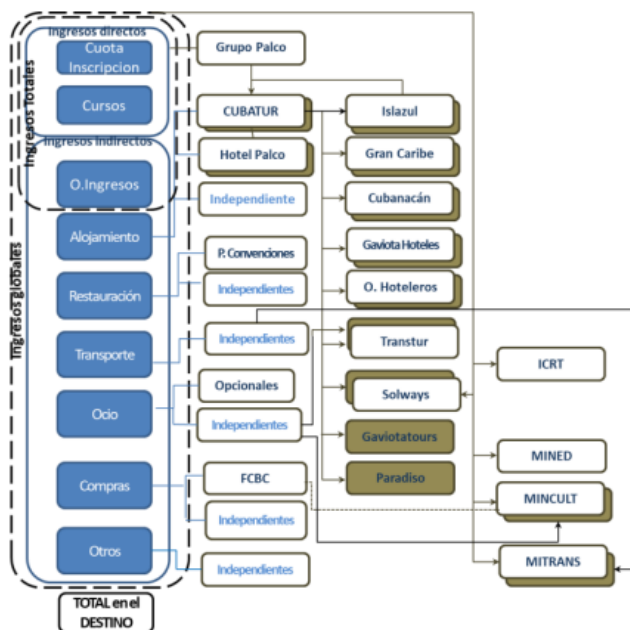 Ingresos directos
Cuota
Inscripcion
Cursos
Ingresos Totales
Ingresos indirectos
O.Ingresos
Alojamiento
Restauración
Transporte
Ocio
Compras
Otros
Ingresos globales
TOTAL en el
DESTINO
Grupo Palco
CUBATUR
Hotel Palco
Independiente
P. Convenciones
Independientes
Independientes
Opcionales
Independientes
FCBC
Independientes
Independientes
Islazul
Gran Caribe
Cubanacán
Gaviota Hoteles
O. Hoteleros
Transtur
Solways
Gaviotatours
Paradiso
ICRT
MINED
MINCULT
MITRANS